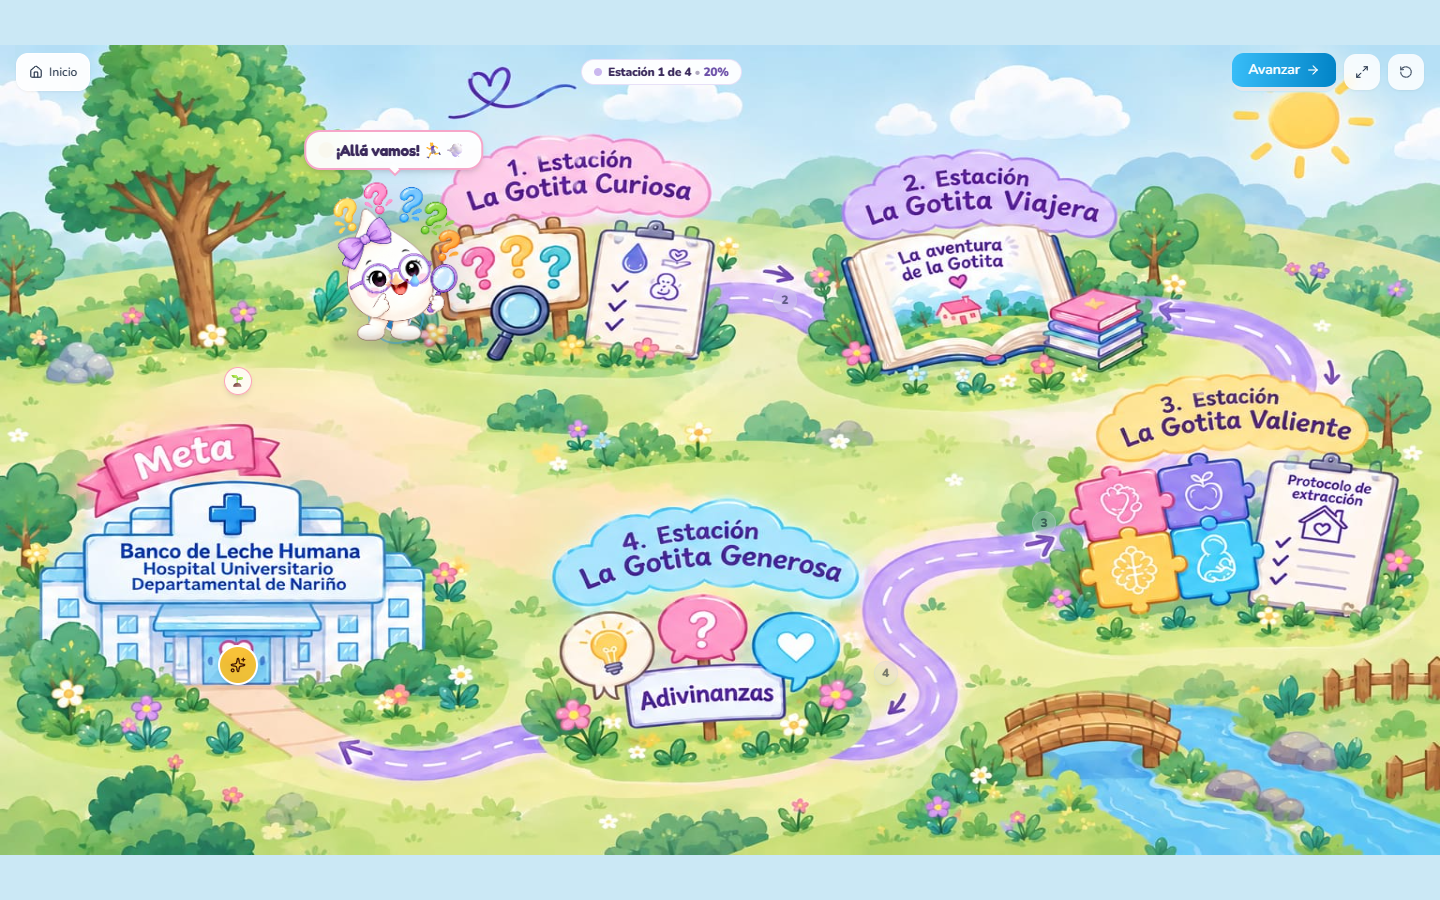 Inicio
Estación 1 de 4 • 20%
Avanzar
¡Allá vamos!
1. Estación
La Gotita Curiosa
? ? ?
2
2. Estación
La Gotita Viajera
La aventura
de la Gotita
3. Estación
La Gotita Valiente
Protocolo de
extracción
3
Meta
Banco de Leche Humana
Hospital Universitario
Departamental de Nariño
4. Estación
La Gotita Generosa
?
Adivinanzas
4